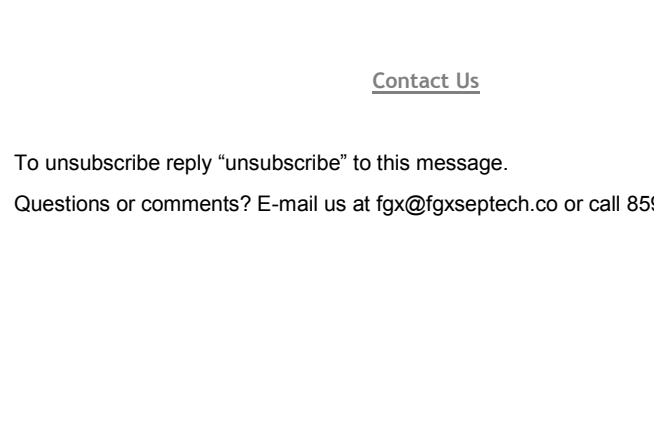 Contact Us
To unsubscribe reply “unsubscribe” to this message.
Questions or comments? E-mail us at fgx@fgxseptech.co or call 859